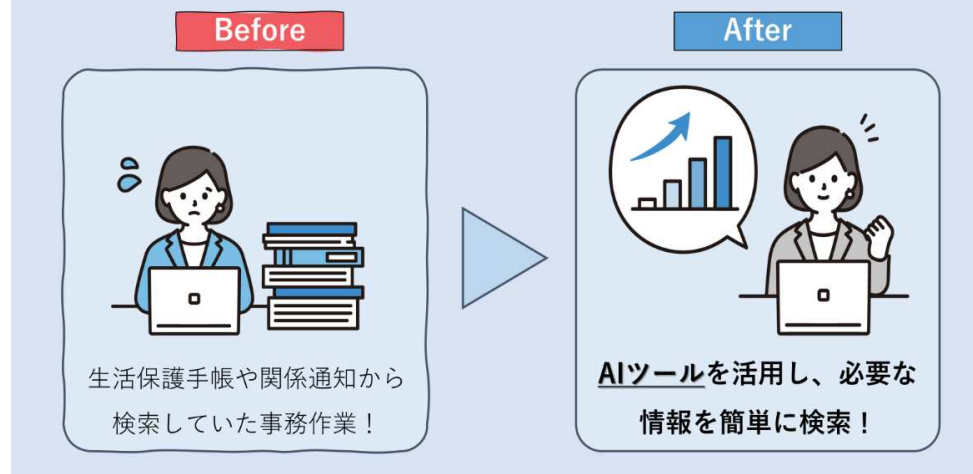 Before
生活保護手帳や関係通知から
検索していた事務作業！
After
AIツールを活用し、必要な
情報を簡単に検索！